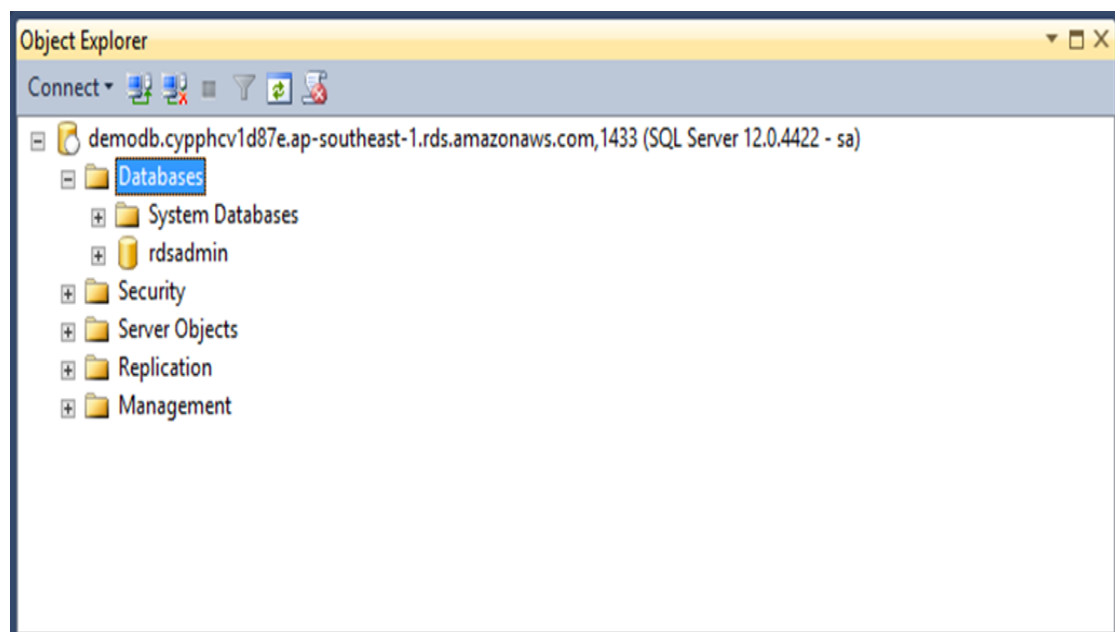 Object Explorer
Connect
demodb.cypphcv1d87e.ap-southeast-1.rds.amazonaws.com,1433 (SQL Server 12.0.4422 - sa)
Databases
System Databases
rdsadmin
Security
Server Objects
Replication
Management